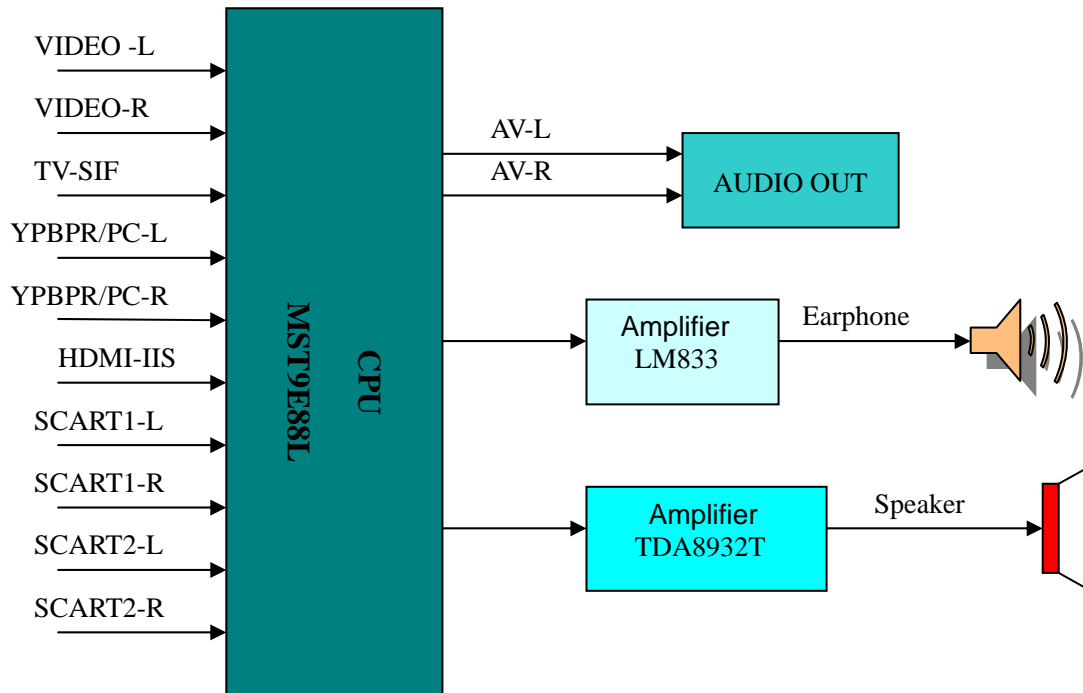 VIDEO -L
VIDEO-R
TV-SIF
YPBPR/PC-L
YPBPR/PC-R
HDMI-IIS
SCART1-L
SCART1-R
SCART2-L
SCART2-R
CPU
MST9E88L
AV-L
AV-R
AUDIO OUT
Amplifier
LM833
Earphone
Amplifier
TDA8932T
Speaker